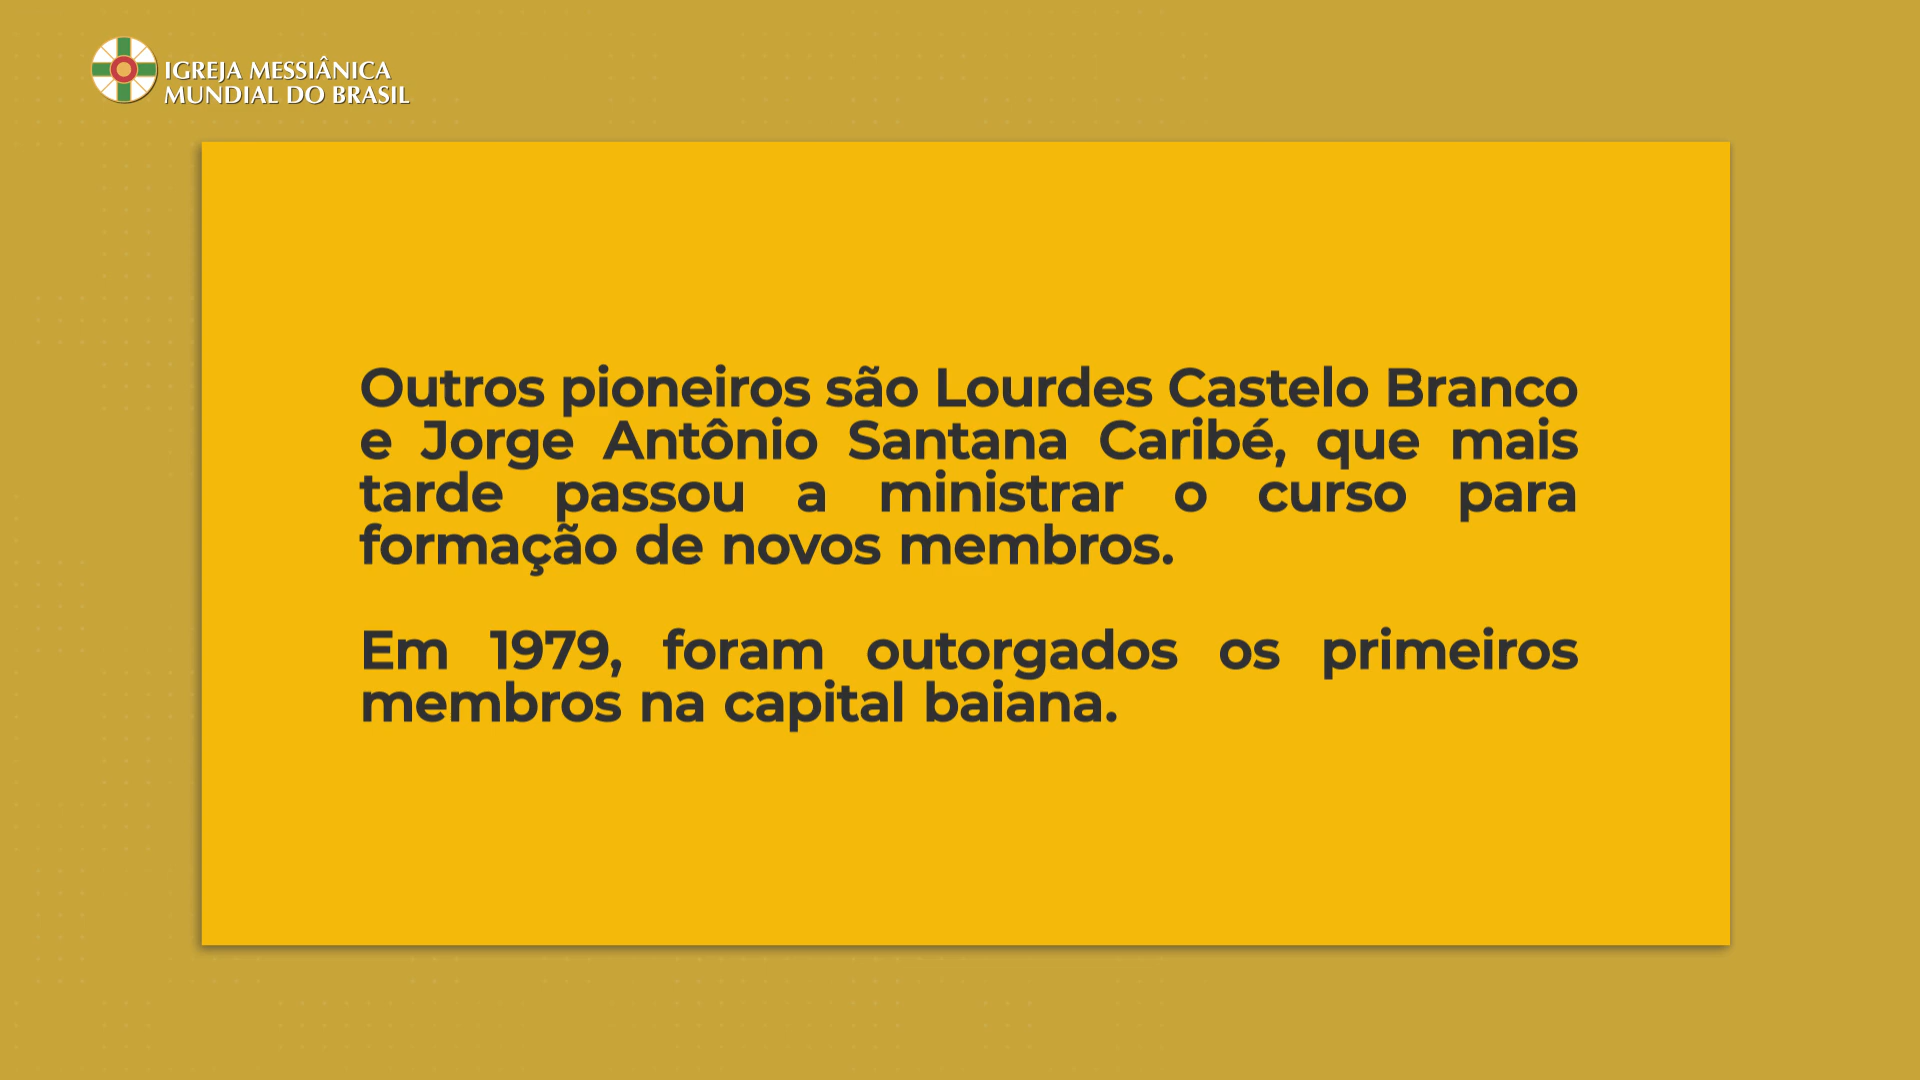 IGREJA MESSIÂNICA
MUNDIAL DO BRASIL
Outros pioneiros são Lourdes Castelo Branco
e Jorge Antônio Santana Caribé, que mais
tarde passou a ministrar o curso para
formação de novos membros.
Em 1979, foram outorgados os primeiros
membros na capital baiana.